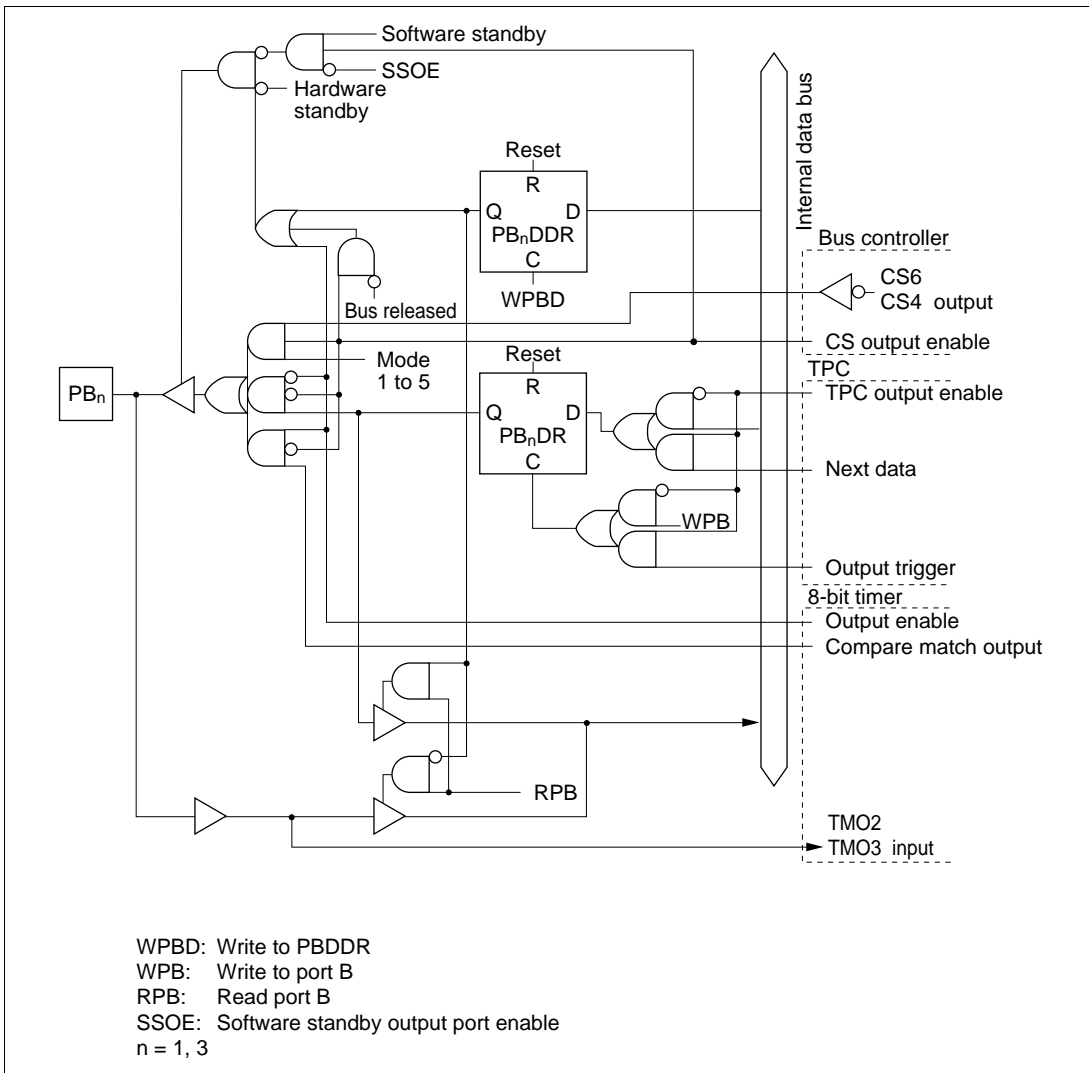 Software standby
SSOE
Hardware
standby
Reset
R
Q D
PBnDDR
C
WPBD
Internal data bus
Bus controller
CS6
CS4 output
CS output enable
Bus released
Mode
1 to 5
TPC
TPC output enable
Reset
R
Q D
PBnDR
C
PBn
Next data
WPB
Output trigger
8-bit timer
Output enable
Compare match output
RPB
TMO2
TMO3 input
WPBD: Write to PBDDR
WPB: Write to port B
RPB: Read port B
SSOE: Software standby output port enable
n = 1, 3